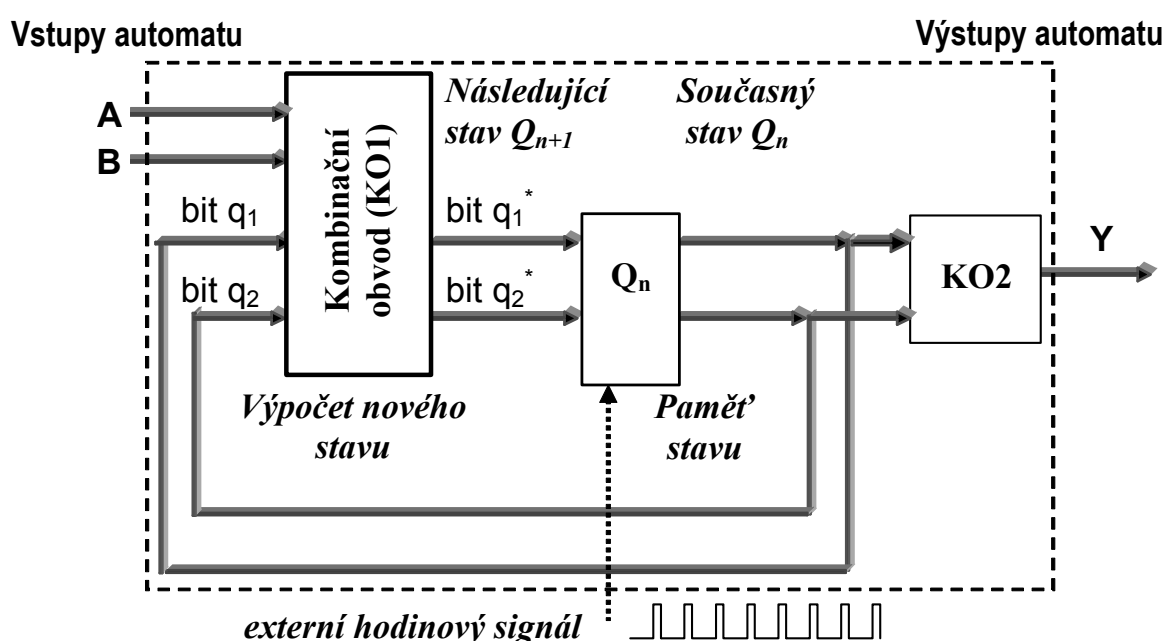 Vstupy automatu
Výstupy automatu
A
B
Kombinační
obvod (KO1)
Následující
stav Qn+1
Současný
stav Qn
bit q1
bit q2
bit q1*
bit q2*
Qn
KO2
Y
Výpočet nového
stavu
Paměť
stavu
externí hodinový signál